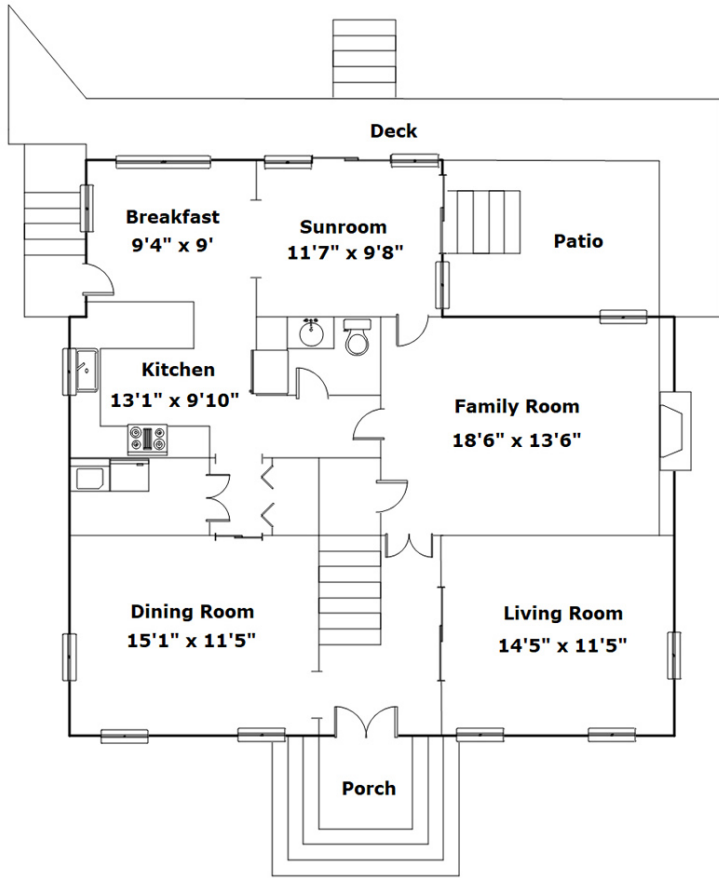 Deck
Breakfast
9'4" x 9'
Sunroom
11'7" x 9'8"
Patio
Kitchen
13'1" x 9'10"
Family Room
18'6" x 13'6"
Dining Room
15'1" x 11'5"
Living Room
14'5" x 11'5"
Porch